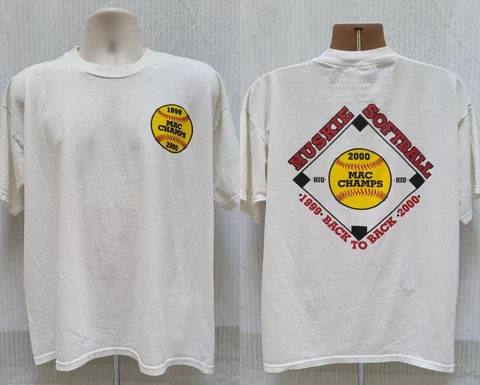 1999
MAC
CHAMPS
2000
HUSKIE SOFTBALL
2000
MAC
CHAMPS
·NIU· ·NIU·
·1999· BACK TO BACK ·2000·